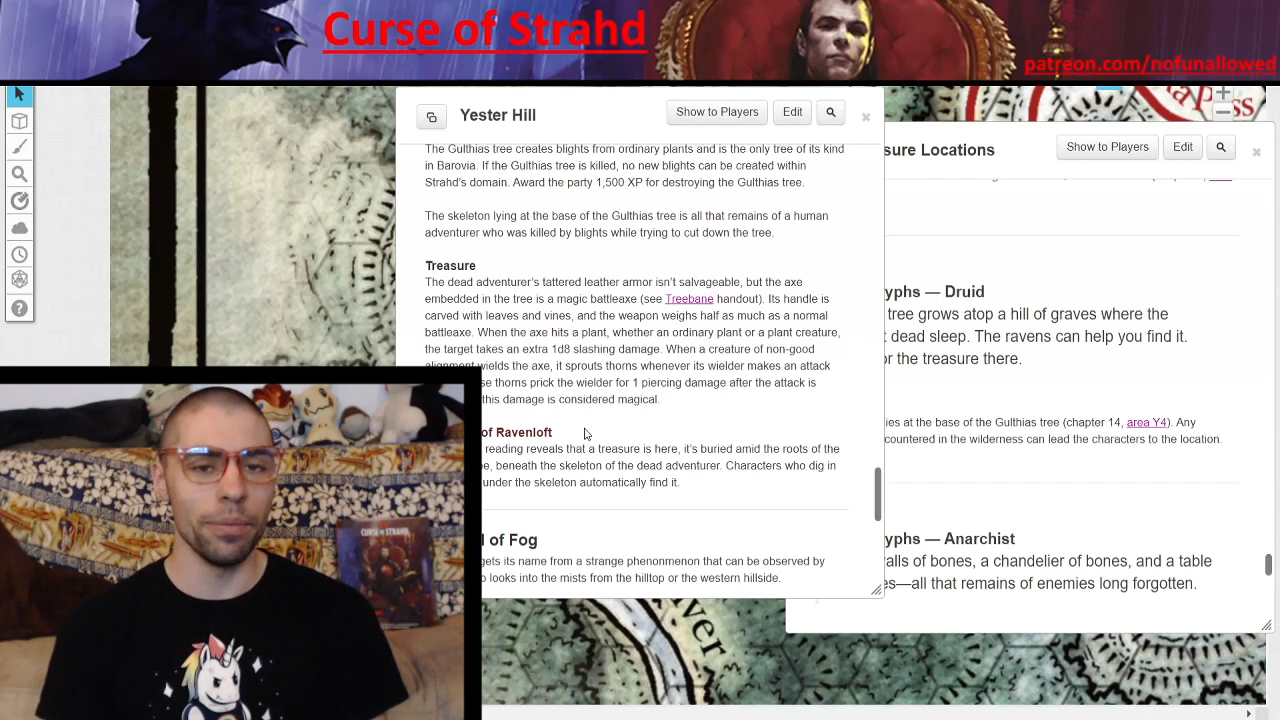 Curse of Strahd
patreon.com/nofunallowed
Yester Hill
Show to Players
Edit
The Gulthias tree creates blights from ordinary plants and is the only tree of its kind
in Barovia. If the Gulthias tree is killed, no new blights can be created within
Strahd's domain. Award the party 1,500 XP for destroying the Gulthias tree.
The skeleton lying at the base of the Gulthias tree is all that remains of a human
adventurer who was killed by blights while trying to cut down the tree.
Treasure
The dead adventurer's tattered leather armor isn't salvageable, but the axe
embedded in the tree is a magic battleaxe (see Treebane handout). Its handle is
carved with leaves and vines, and the weapon weighs half as much as a normal
battleaxe. When the axe hits a plant, whether an ordinary plant or a plant creature,
the target takes an extra 1d8 slashing damage. When a creature of non-good
alignment wields the axe, it sprouts thorns whenever its wielder makes an attack
se thorns prick the wielder for 1 piercing damage after the attack is
this damage is considered magical.
of Ravenloft
reading reveals that a treasure is here, it's buried amid the roots of the
ee, beneath the skeleton of the dead adventurer. Characters who dig in
under the skeleton automatically find it.
l of Fog
gets its name from a strange phenonmenon that can be observed by
o looks into the mists from the hilltop or the western hillside.
sure Locations
Show to Players
Edit
yphs — Druid
tree grows atop a hill of graves where the
t dead sleep. The ravens can help you find it.
or the treasure there.
ies at the base of the Gulthias tree (chapter 14, area Y4). Any
countered in the wilderness can lead the characters to the location.
yphs — Anarchist
alls of bones, a chandelier of bones, and a table
es—all that remains of enemies long forgotten.
CURSE OF STRAHD
ver